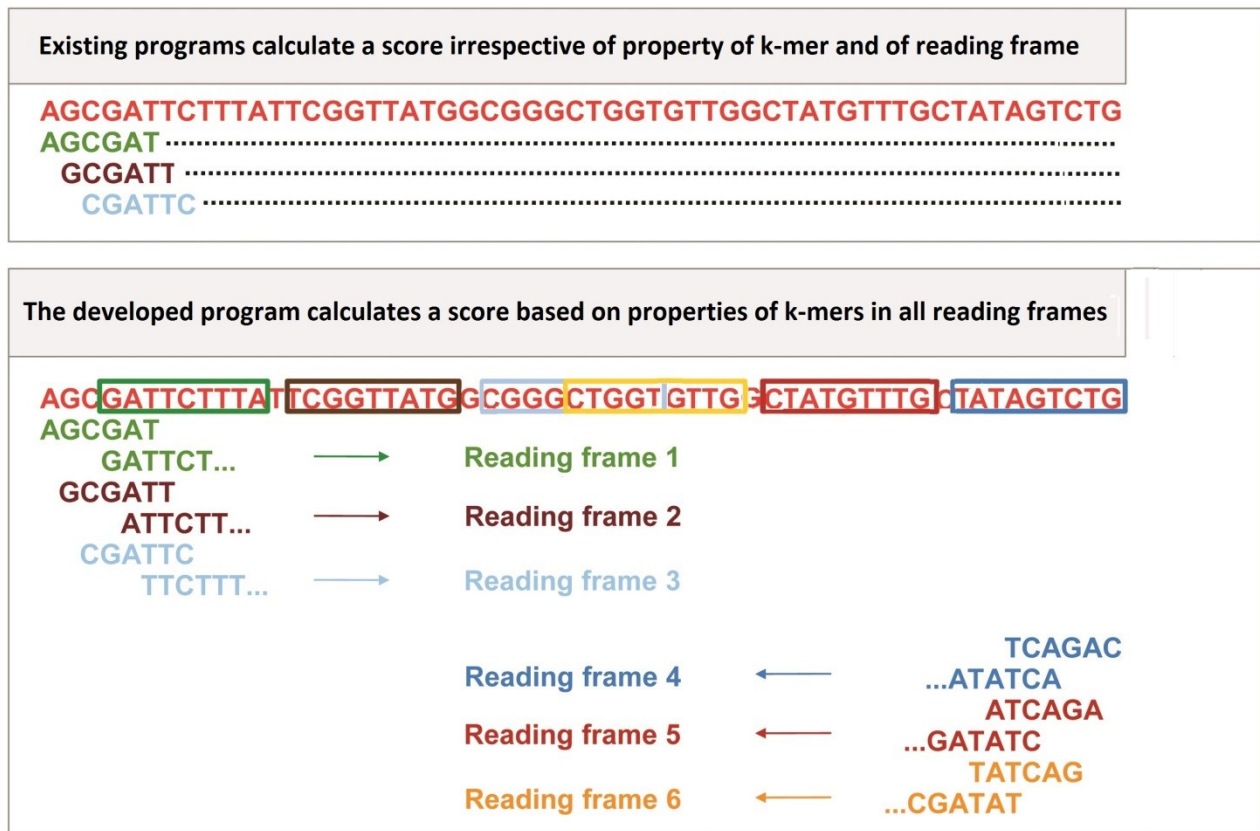 Existing programs calculate a score irrespective of property of k-mer and of reading frame
AGCGATTCTTTATTCGGTTATGGCGGGCTGGTGTTGGCTATGTTTGCTATAGTCTG
AGCGAT
GCGATT
CGATTC
The developed program calculates a score based on properties of k-mers in all reading frames
AGCGATTCTTTATTCGGTTATGGCGGGCTGGTGTTGGCTATGTTTGCTATAGTCTG
AGCGAT
GATTCT... Reading frame 1
GCGATT
ATTCTT... Reading frame 2
CGATTC
TTCTTT... Reading frame 3
TCAGAC
Reading frame 4 ...ATATCA
ATCAGA
Reading frame 5 ...GATATC
TATCAG
Reading frame 6 ...CGATAT